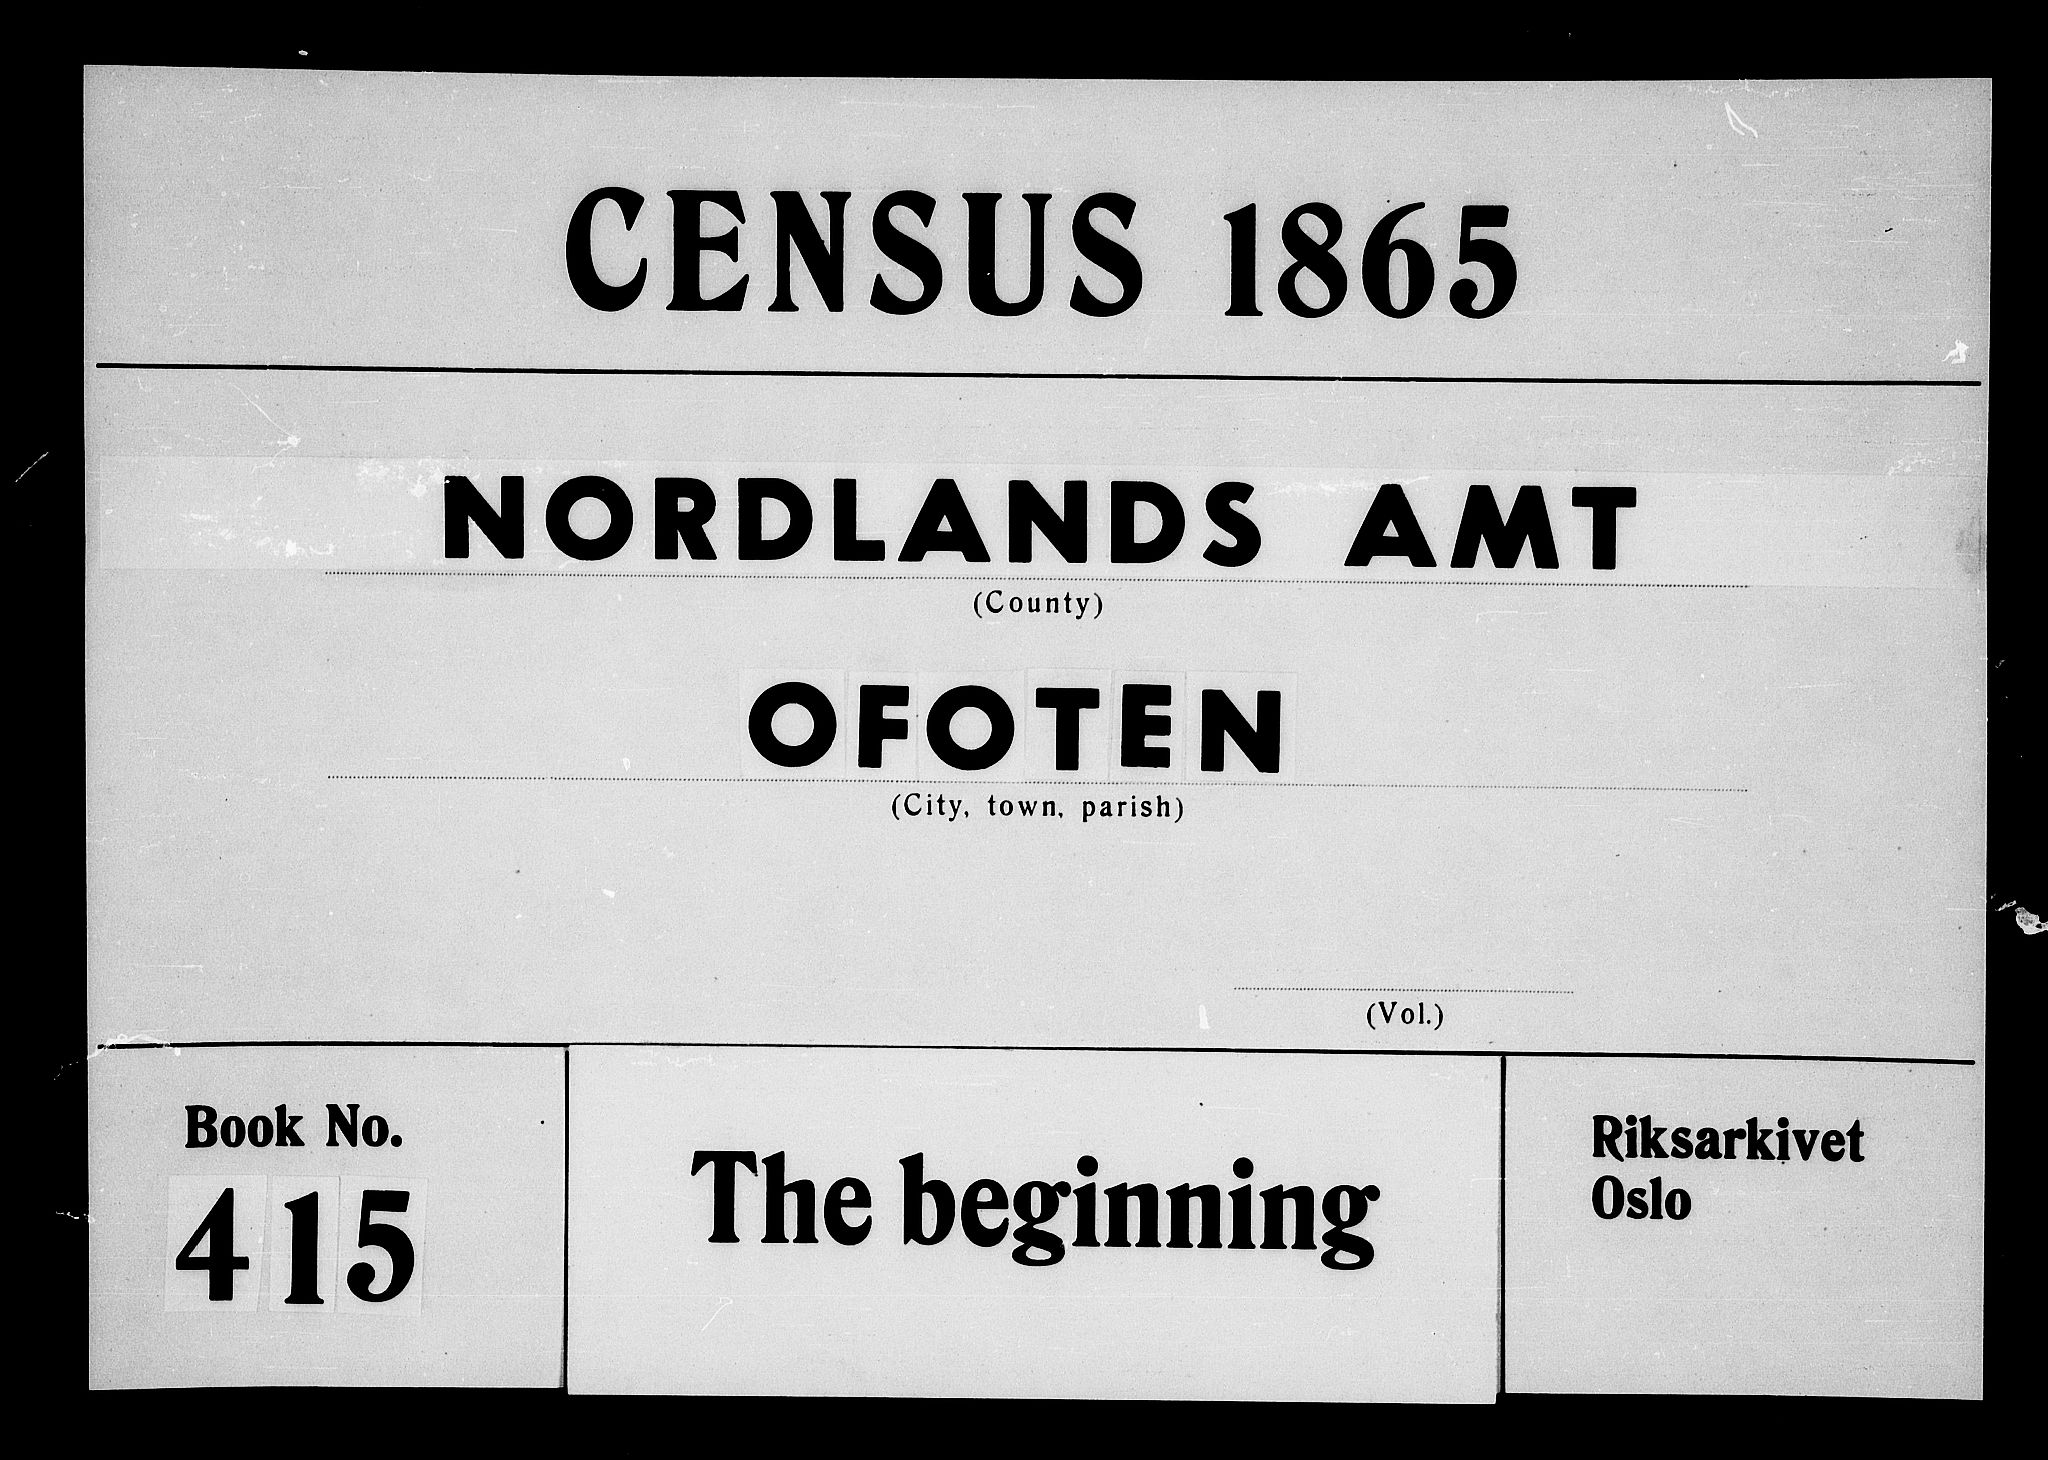 CENSUS 1865
NORDLANDS AMT
(County)
OFOTEN
(City, town, parish)
(Vol.)
Book No.
415
The beginning
Riksarkivet
Oslo